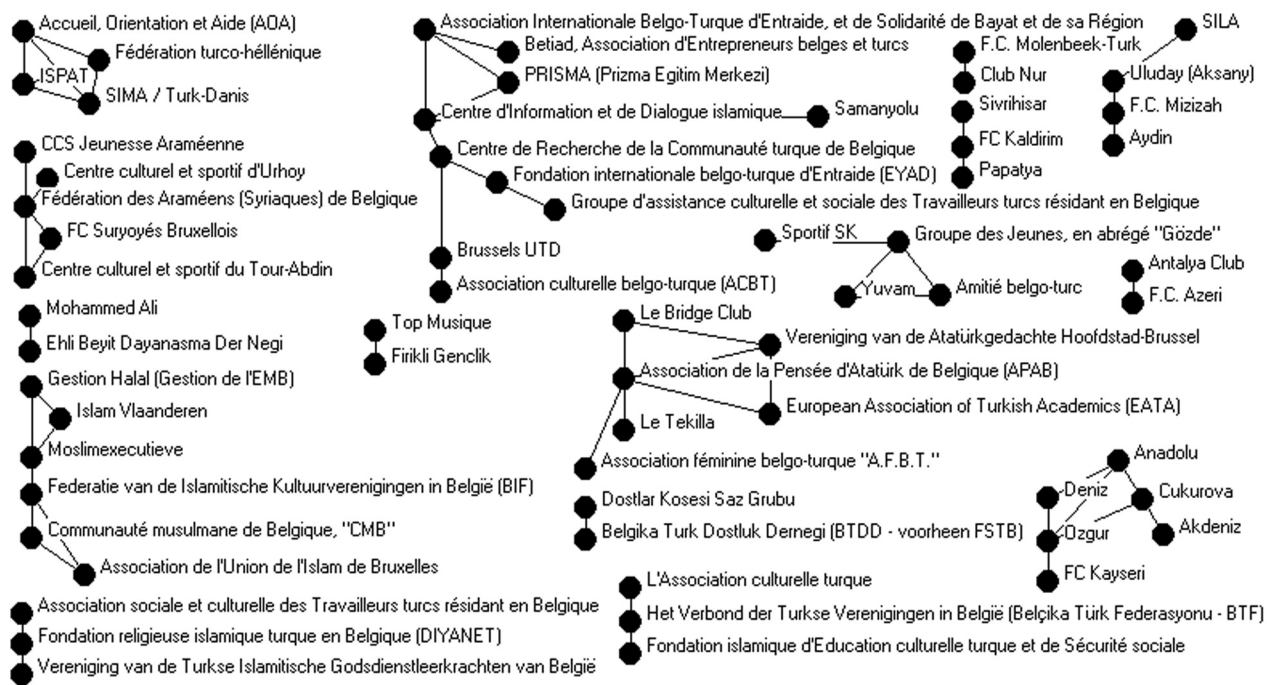 Accueil, Orientation et Aide (AOA)
Fédération turco-héllénique
ISPAT
SIMA / Turk-Danis
CCS Jeunesse Araméenne
Centre culturel et sportif d'Urhoy
Fédération des Araméens (Syriaques) de Belgique
FC Suryoyés Bruxellois
Centre culturel et sportif du Tour-Abdin
Mohammed Ali
Ehli Beyit Dayanasma Der Negi
Gestion Halal (Gestion de l'EMB)
Islam Vlaanderen
Moslimexecutieve
Federatie van de Islamitische Kultuurverenigingen in België (BIF)
Communauté musulmane de Belgique, "CMB"
Association de l'Union de l'Islam de Bruxelles
Association sociale et culturelle des Travailleurs turcs résidant en Belgique
Fondation religieuse islamique turque en Belgique (DIYANET)
Vereniging van de Turkse Islamitische Godsdienstleerkrachten van België
Association Internationale Belgo-Turque d'Entraide, et de Solidarité de Bayat et de sa Région
Betiad, Association d'Entrepreneurs belges et turcs
PRISMA (Prizma Egitim Merkezi)
Centre d'Information et de Dialogue islamique
Samanyolu
Centre de Recherche de la Communauté turque de Belgique
Fondation internationale belgo-turque d'Entraide (EYAD)
Groupe d'assistance culturelle et sociale des Travailleurs turcs résidant en Belgique
Brussels UTD
Association culturelle belgo-turque (ACBT)
Top Musique
Firikli Genclik
F.C. Molenbeek-Turk
Club Nur
Sivrihisar
FC Kaldirim
Papatya
SILA
Uluday (Aksany)
F.C. Mizizah
Aydin
Sportif SK
Groupe des Jeunes, en abrégé "Gözde"
Yuvam
Amitié belgo-turc
Antalya Club
F.C. Azeri
Le Bridge Club
Vereniging van de Atatürkgedachte Hoofdstad-Brussel
Association de la Pensée d'Atatürk de Belgique (APAB)
European Association of Turkish Academics (EATA)
Le Tekilla
Association féminine belgo-turque "A.F.B.T."
Dostlar Kosesi Saz Grubu
Belgika Turk Dostluk Dernegi (BTDD - voorheen FSTB)
Anadolu
Deniz
Cukurova
Ozgur
Akdeniz
FC Kayseri
L'Association culturelle turque
Het Verbond der Turkse Verenigingen in België (Belçika Türk Federasyonu - BTF)
Fondation islamique d'Education culturelle turque et de Sécurité sociale